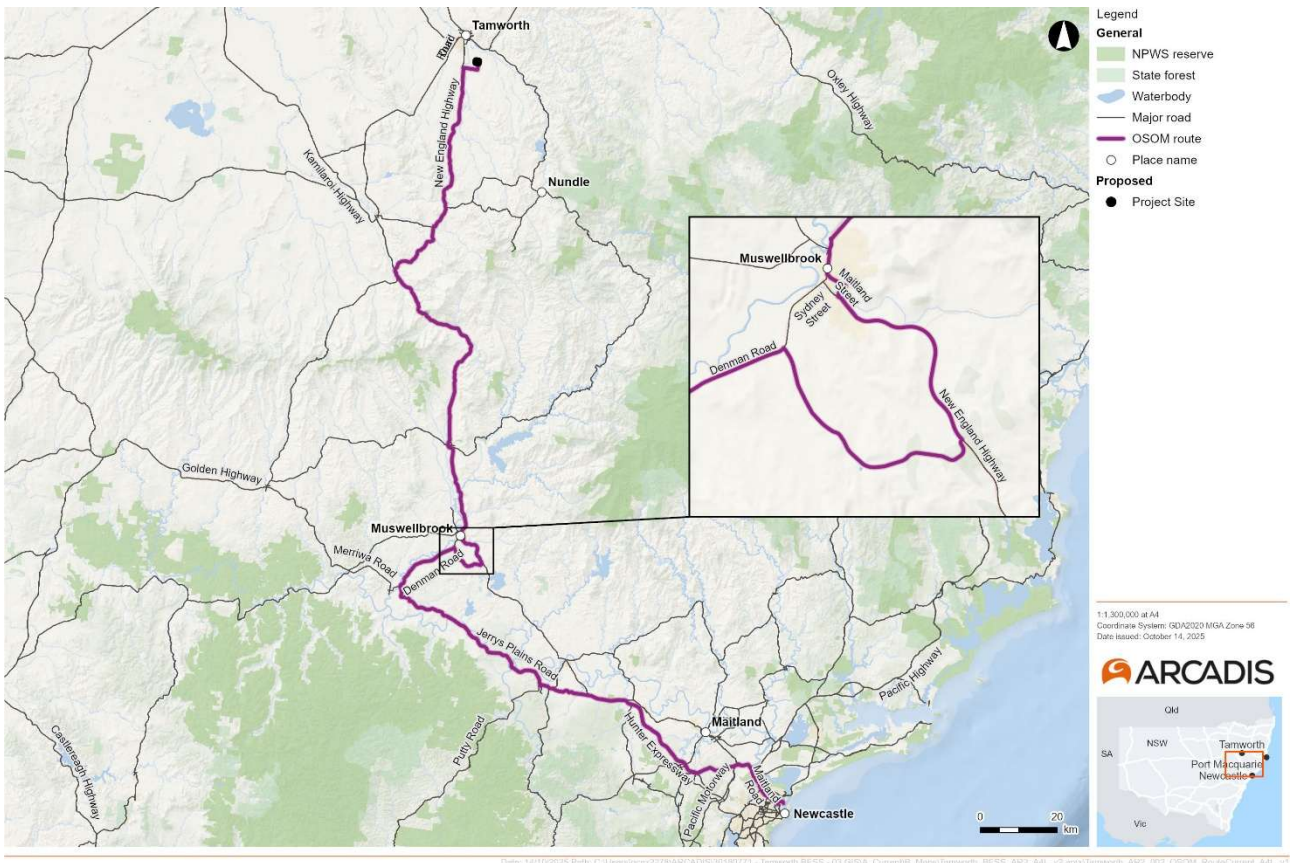 Tamworth
Road
New England Highway
Kamilaroi Highway
Nundle
Oxley Highway
Muswellbrook
Maitland
Street
Sydney
Street
Denman Road
New England Highway
Golden Highway
Muswellbrook
Merriwa Road
Denman Road
Jerrys Plains Road
Pacific Highway
Putty Road
Maitland
Hunter Expressway
Castlereagh Highway
Pacific Motorway
Maitland
Road
Newcastle
0 20
km
Legend
General
NPWS reserve
State forest
Waterbody
Major road
OSOM route
Place name
Proposed
Project Site
1:1,300,000 at A4
Coordinate System: GDA2020 MGA Zone 56
Date issued: October 14, 2025
ARCADIS
Qld
SA
NSW
Tamworth
Port Macquarie
Newcastle
Vic